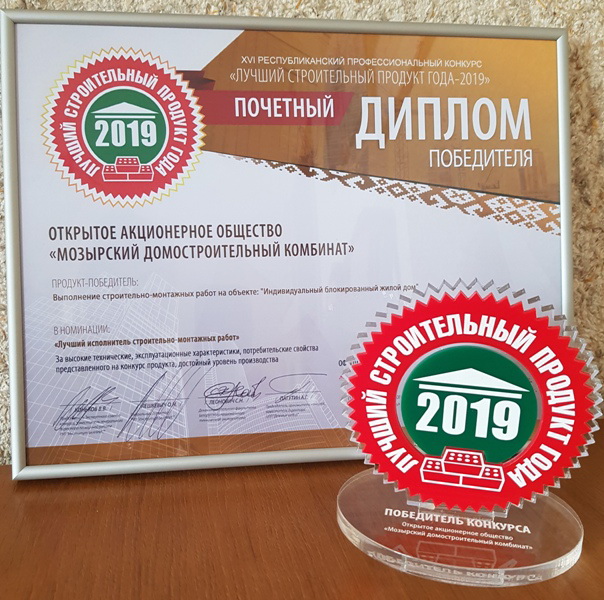 XVI РЕСПУБЛИКАНСКИЙ ПРОФЕССИОНАЛЬНЫЙ КОНКУРС
«ЛУЧШИЙ СТРОИТЕЛЬНЫЙ ПРОДУКТ ГОДА–2019»
ПОЧЕТНЫЙ
ДИПЛОМ
ПОБЕДИТЕЛЯ
ЛУЧШИЙ СТРОИТЕЛЬНЫЙ ПРОДУКТ ГОДА
2019
ОТКРЫТОЕ АКЦИОНЕРНОЕ ОБЩЕСТВО
«МОЗЫРСКИЙ ДОМОСТРОИТЕЛЬНЫЙ КОМБИНАТ»
ПРОДУКТ-ПОБЕДИТЕЛЬ:
Выполнение строительно-монтажных работ на объекте: "Индивидуальный блокированный жилой дом"
В НОМИНАЦИИ:
«Лучший исполнитель строительно-монтажных работ»
За высокие технические, эксплуатационные характеристики, потребительские свойства
представленного на конкурс продукта, достойный уровень производства
ЛЕОНОВИЧ С.Н.
ЛУЧШИЙ СТРОИТЕЛЬНЫЙ ПРОДУКТ ГОДА
2019
ПОБЕДИТЕЛЬ КОНКУРСА
Открытое акционерное общество
«Мозырский домостроительный комбинат»